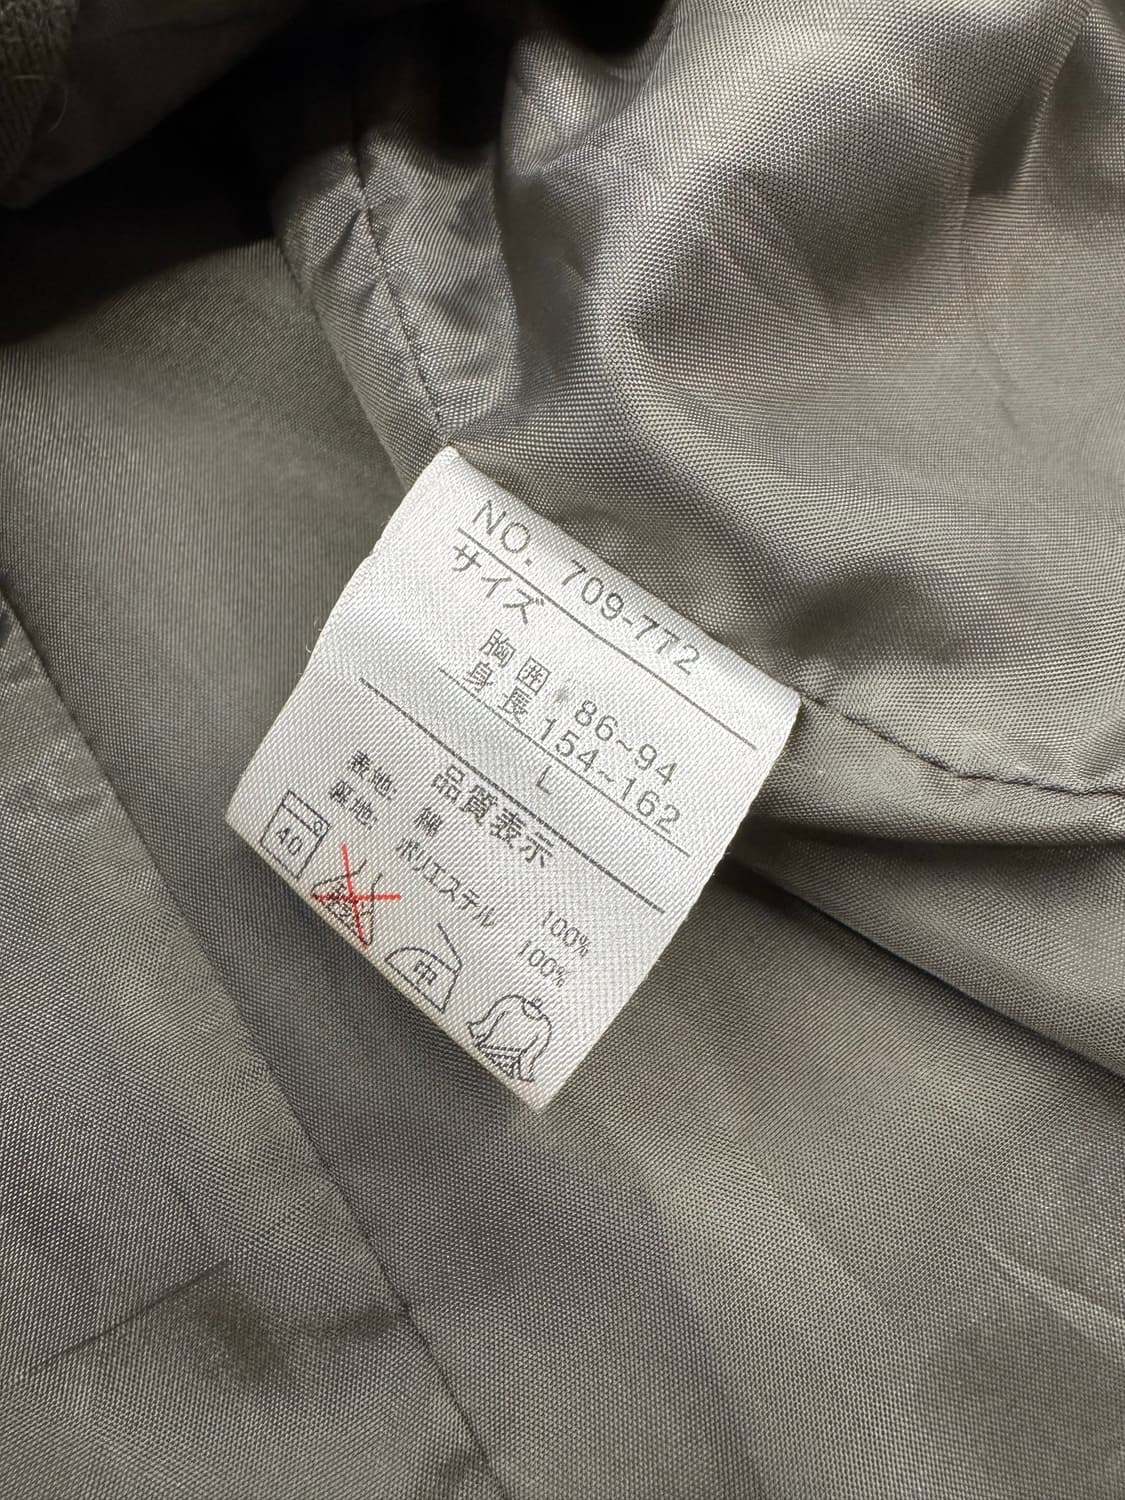 NO. 709-772
サイズ
胸囲 86~94
身長 154~162
L
品質表示
表地: 綿 100%
裏地: ポリエステル 100%
40
中